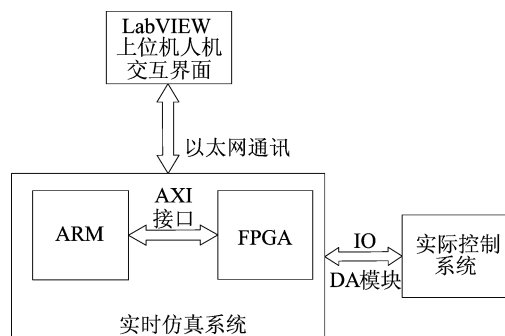 LabVIEW
上位机人机
交互界面
以太网通讯
AXI
接口
ARM
FPGA
IO
DA模块
实际控制
系统
实时仿真系统